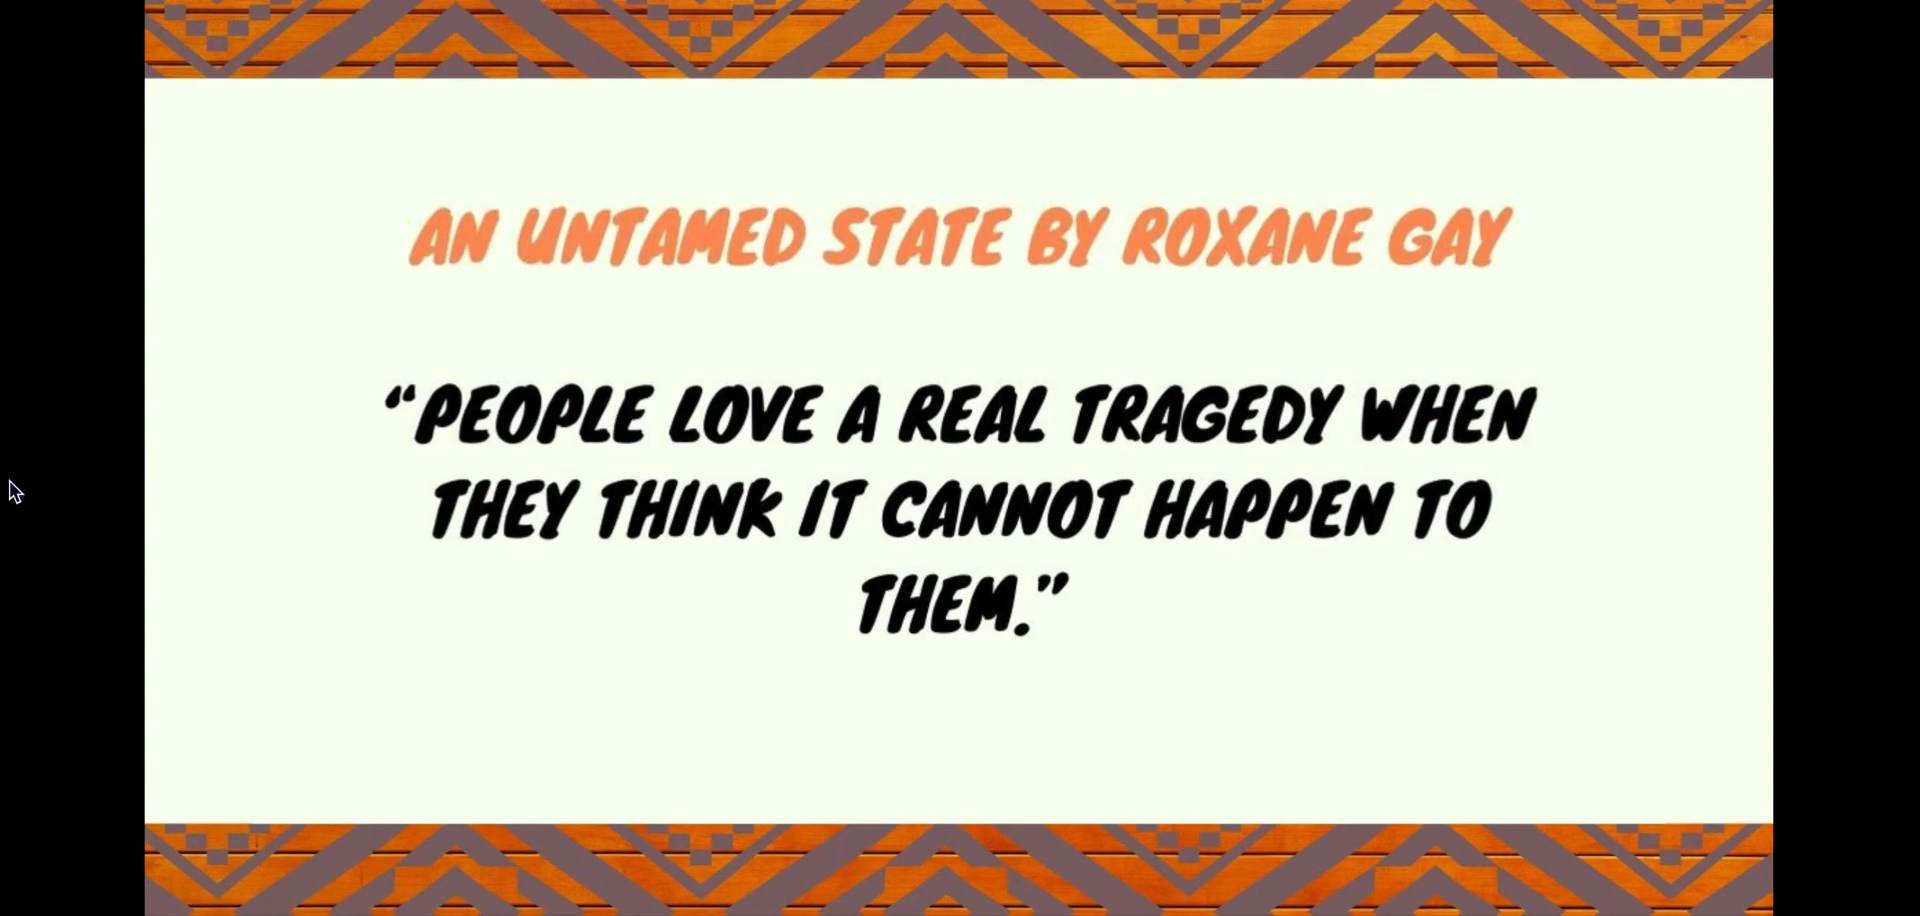 AN UNTAMED STATE BY ROXANE GAY
“PEOPLE LOVE A REAL TRAGEDY WHEN
THEY THINK IT CANNOT HAPPEN TO
THEM.”